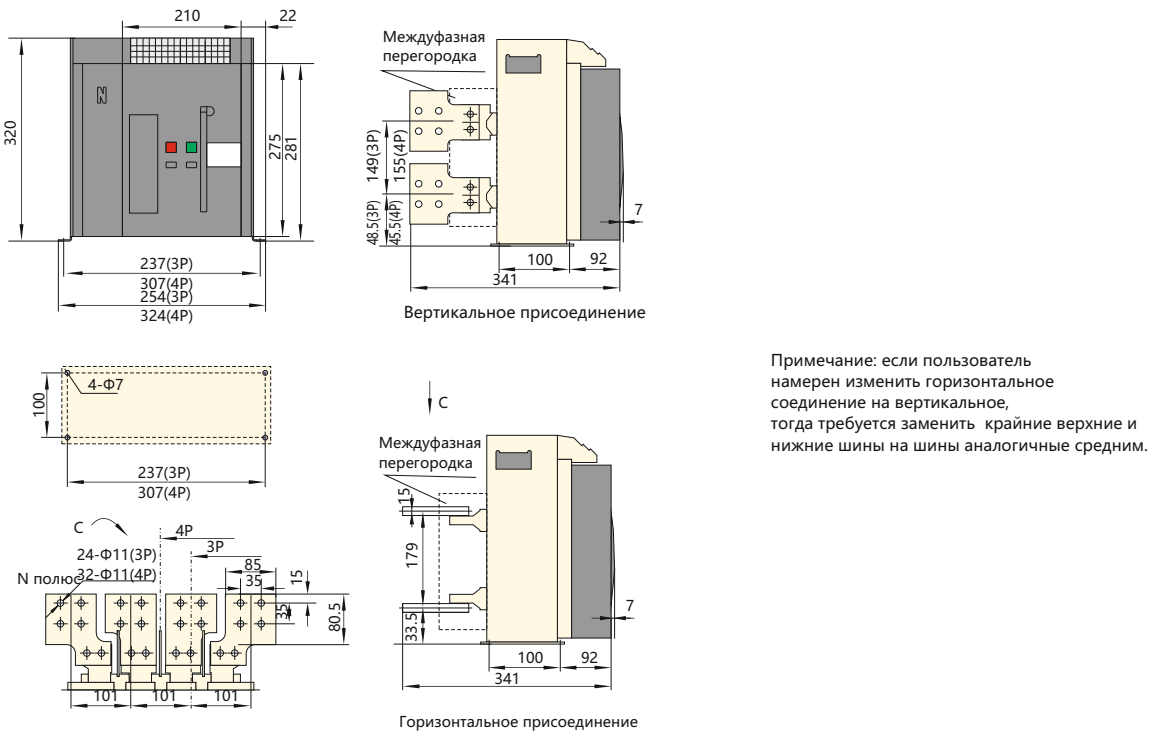 210
22
320
275
281
237(3P)
307(4P)
254(3P)
324(4P)
Междуфазная
перегородка
149(3P)
155(4P)
48.5(3P)
45.5(4P)
7
100
92
341
Вертикальное присоединение
4-Φ7
100
237(3P)
307(4P)
C
Междуфазная
перегородка
15
179
33.5
7
100
92
341
Горизонтальное присоединение
C
4P
3P
24-Φ11(3P)
32-Φ11(4P)
N полюс
85
35
15
35
80.5
101
101
101
Примечание: если пользователь
намерен изменить горизонтальное
соединение на вертикальное,
тогда требуется заменить крайние верхние и
нижние шины на шины аналогичные средним.